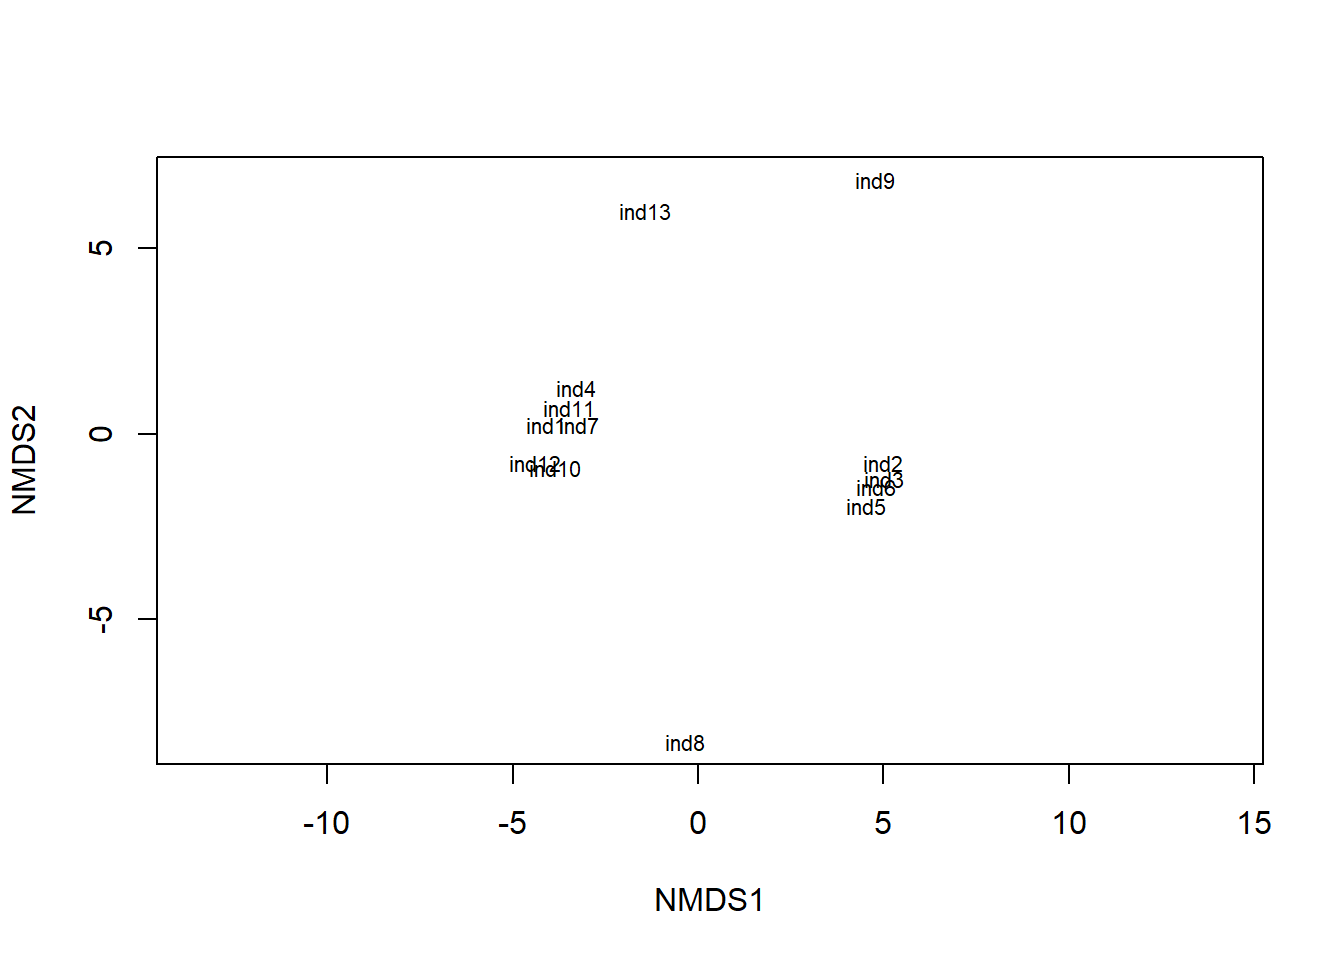 ind9
ind13
5
ind4
ind11
ind1 ind7
0
ind12 ind10
ind2
ind3
ind6
ind5
NMDS2
-5
ind8
-10 -5 0 5 10 15
NMDS1